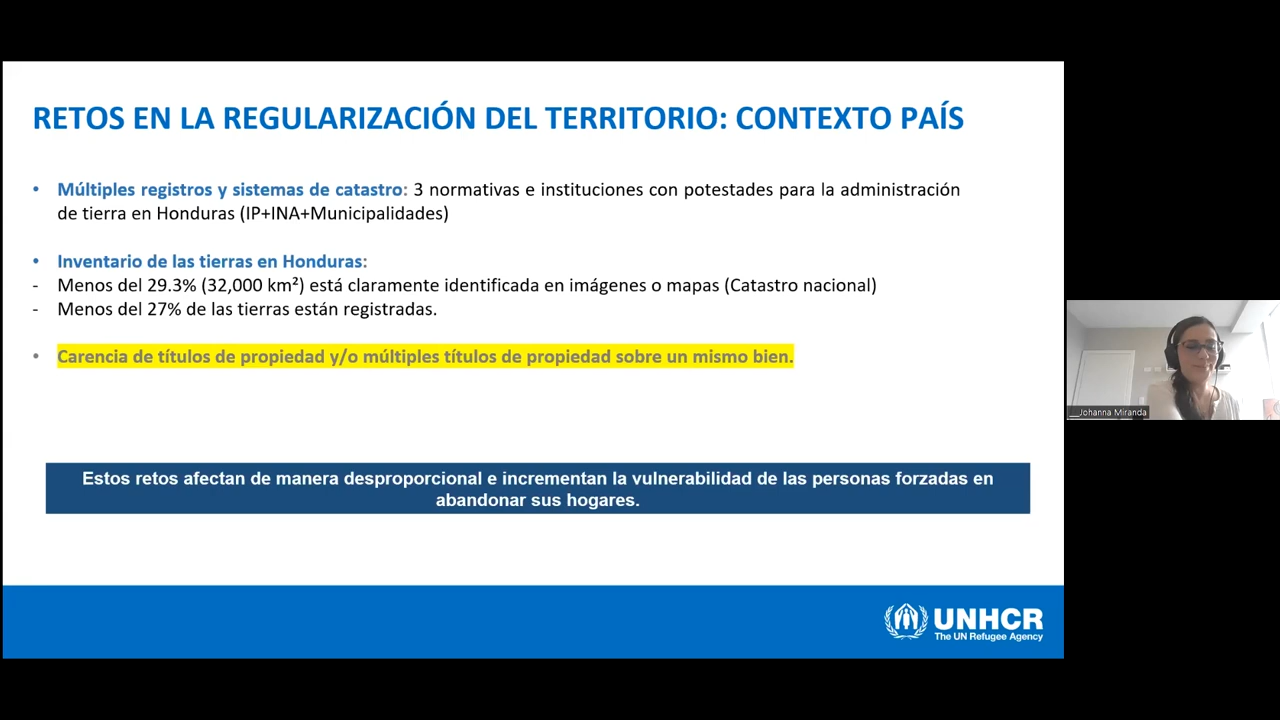 RETOS EN LA REGULARIZACIÓN DEL TERRITORIO: CONTEXTO PAÍS
• Múltiples registros y sistemas de catastro: 3 normativas e instituciones con potestades para la administración
de tierra en Honduras (IP+INA+Municipalidades)
• Inventario de las tierras en Honduras:
- Menos del 29.3% (32,000 km²) está claramente identificada en imágenes o mapas (Catastro nacional)
- Menos del 27% de las tierras están registradas.
• Carencia de títulos de propiedad y/o múltiples títulos de propiedad sobre un mismo bien.
Estos retos afectan de manera desproporcional e incrementan la vulnerabilidad de las personas forzadas en
abandonar sus hogares.
UNHCR
The UN Refugee Agency
__Johanna Miranda